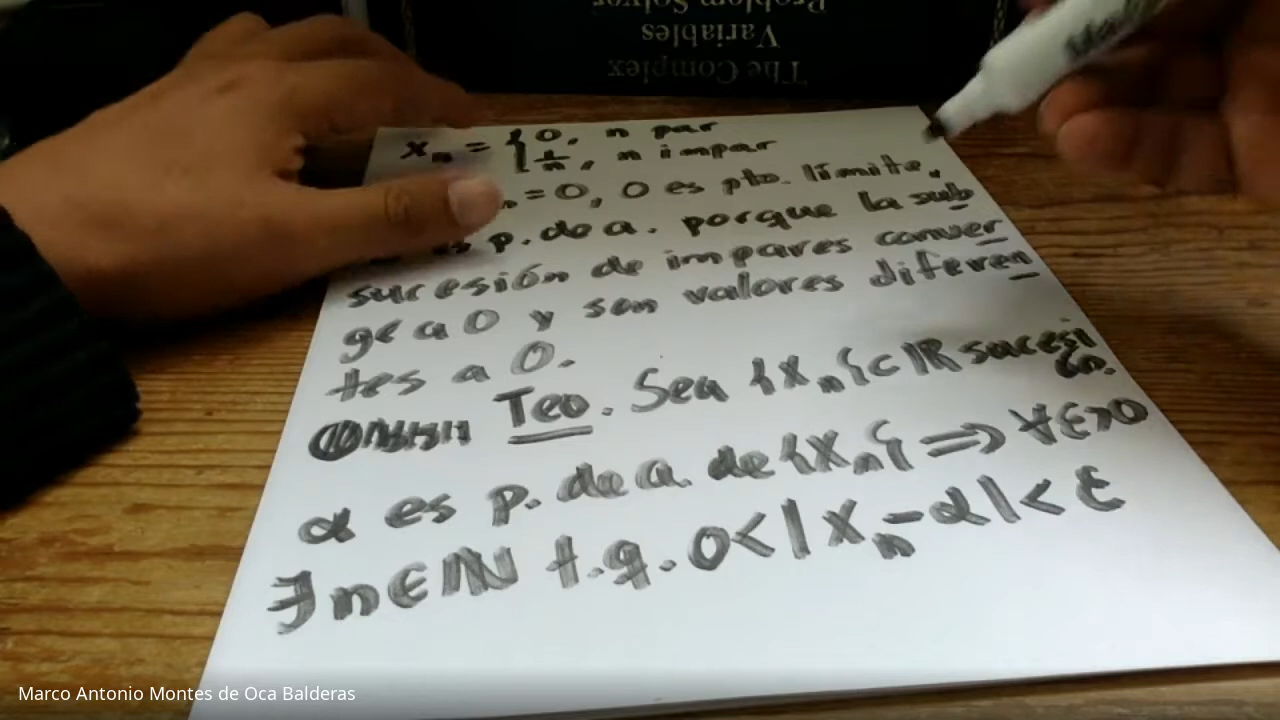 The Complex
Variables
Problem Solver
xₙ = { 0, n par
1/n, n impar
ₙ = 0, 0 es pto. límite,
es p. de a. porque la sub
sucesión de impares conver
ge a 0 y son valores diferen
tes a 0.
Teo. Sea {xₙ} ⊂ ℝ sucesi
ón.
α es p. de a. de {xₙ} ⟹ ∀ε>0
∃n∈ℕ t.q. 0<|xₙ-α|<ε
Marco Antonio Montes de Oca Balderas